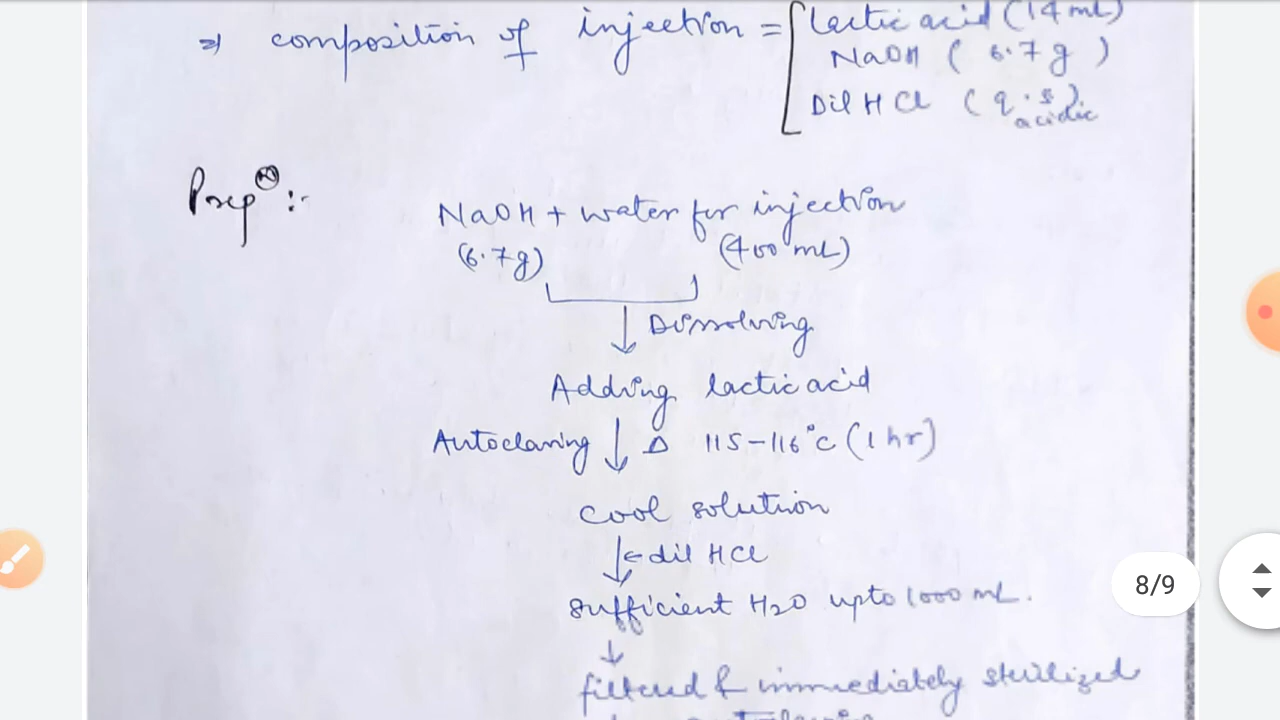 ⇒ composition of injection = [ Lactic acid (14 mL)
NaOH ( 6.7 g )
Dil HCl ( q.s ) acidic
Prepⁿ :-
NaOH + water for injection
(6.7g) (400 mL)
↓ Dissolving
Adding lactic acid
Autoclaving ↓ Δ 115-116°C (1 hr)
cool solution
↓ ← dil HCl
sufficient H2O upto 1000 mL.
↓
filtered & immediately sterilized
8/9